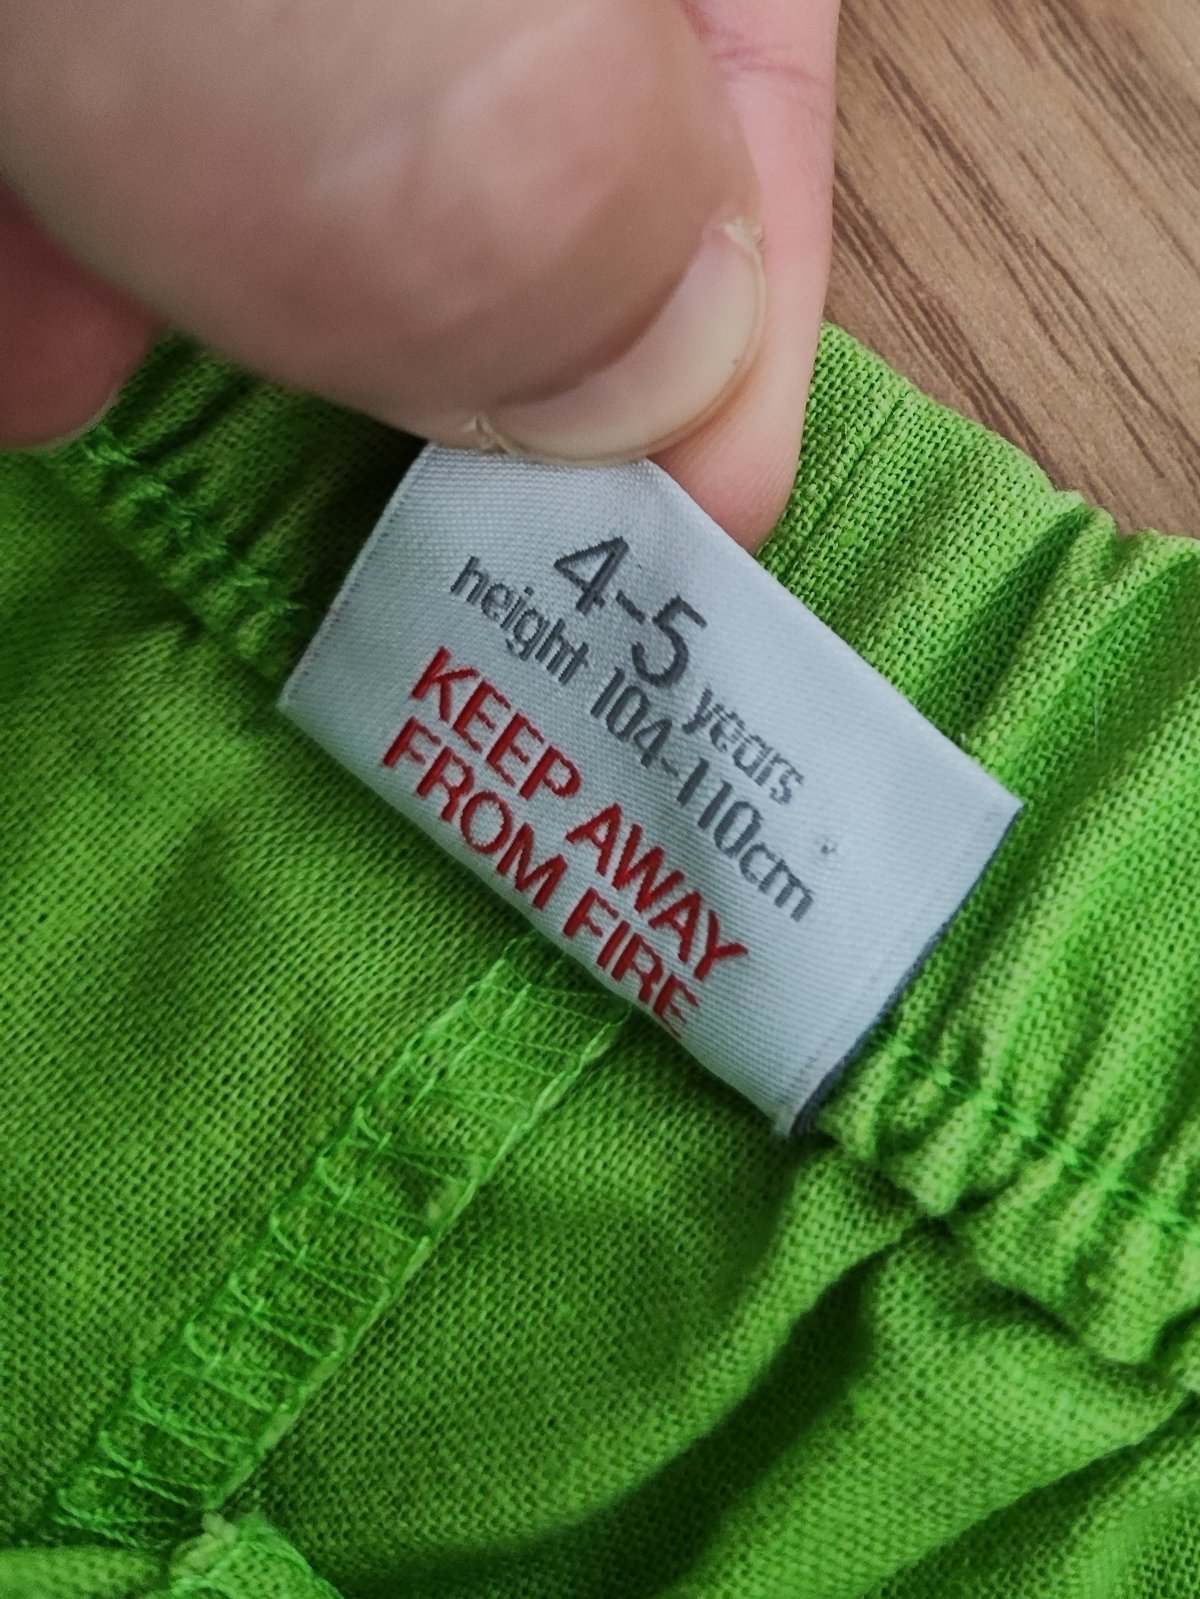 4-5 years
height 104-110cm
KEEP AWAY
FROM FIRE